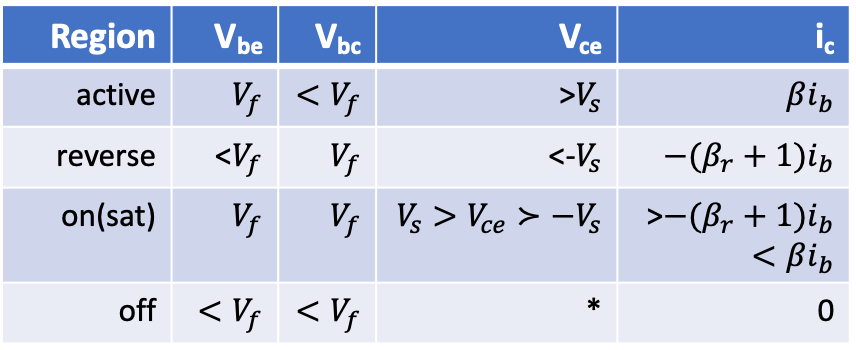 Region V_be V_bc V_ce i_c
active V_f < V_f >V_s βi_b
reverse <V_f V_f <-V_s −(β_r + 1)i_b
on(sat) V_f V_f V_s > V_ce ≻ −V_s >−(β_r + 1)i_b
< βi_b
off < V_f < V_f * 0